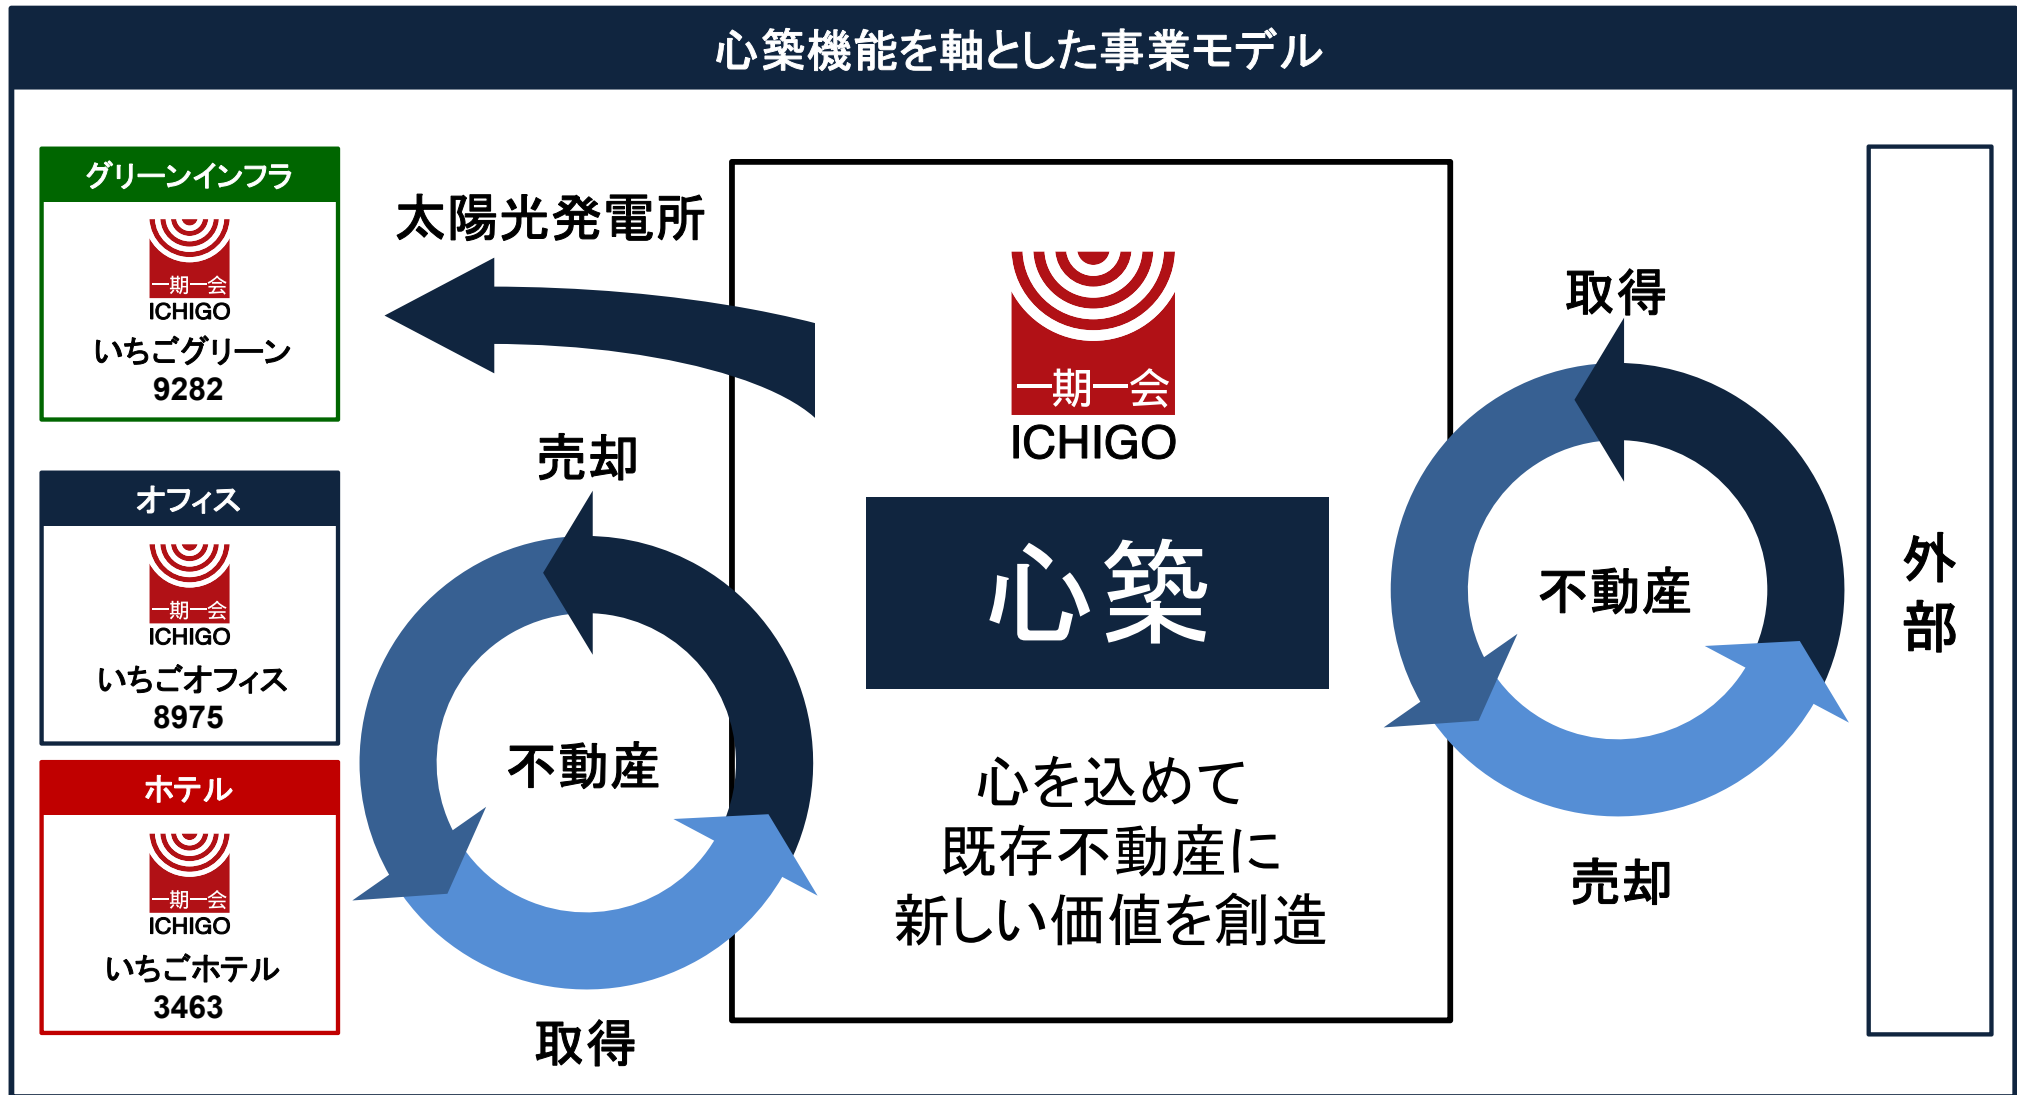 心築機能を軸とした事業モデル
グリーンインフラ
一期一会
ICHIGO
いちごグリーン
9282
オフィス
一期一会
ICHIGO
いちごオフィス
8975
ホテル
一期一会
ICHIGO
いちごホテル
3463
太陽光発電所
売却
不動産
取得
一期一会
ICHIGO
心築
心を込めて
既存不動産に
新しい価値を創造
取得
不動産
売却
外部